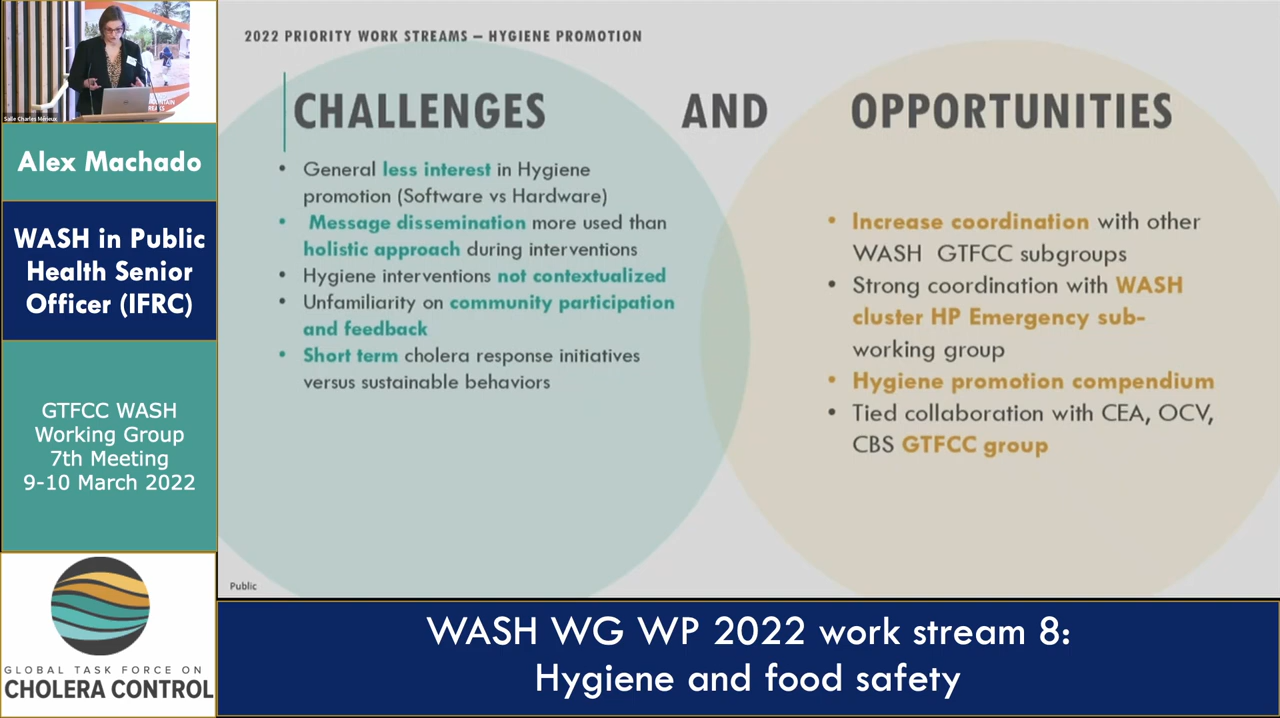 Salle Charles Mérieux
Alex Machado
WASH in Public
Health Senior
Officer (IFRC)
GTFCC WASH
Working Group
7th Meeting
9-10 March 2022
GLOBAL TASK FORCE ON
CHOLERA CONTROL
2022 PRIORITY WORK STREAMS – HYGIENE PROMOTION
CHALLENGES AND OPPORTUNITIES
• General less interest in Hygiene
promotion (Software vs Hardware)
• Message dissemination more used than
holistic approach during interventions
• Hygiene interventions not contextualized
• Unfamiliarity on community participation
and feedback
• Short term cholera response initiatives
versus sustainable behaviors
• Increase coordination with other
WASH GTFCC subgroups
• Strong coordination with WASH
cluster HP Emergency sub-
working group
• Hygiene promotion compendium
• Tied collaboration with CEA, OCV,
CBS GTFCC group
Public
WASH WG WP 2022 work stream 8:
Hygiene and food safety